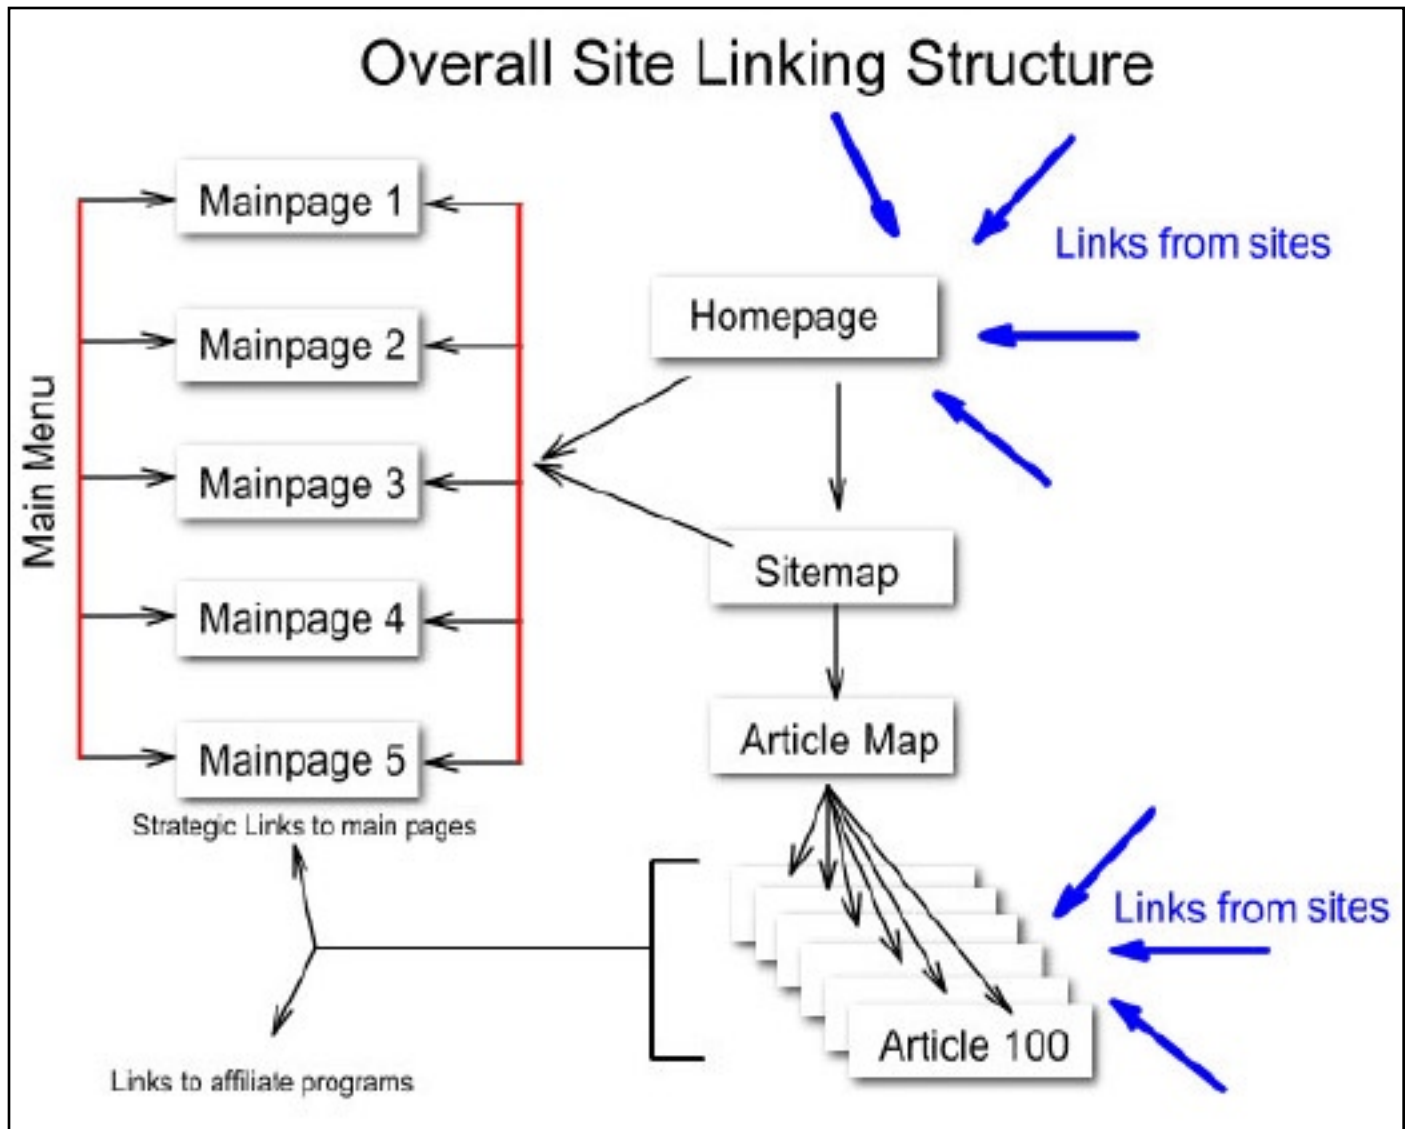 Overall Site Linking Structure
Mainpage 1
Links from sites
Homepage
Mainpage 2
Main Menu
Mainpage 3
Sitemap
Mainpage 4
Article Map
Mainpage 5
Strategic Links to main pages
Links from sites
Article 100
Links to affiliate programs